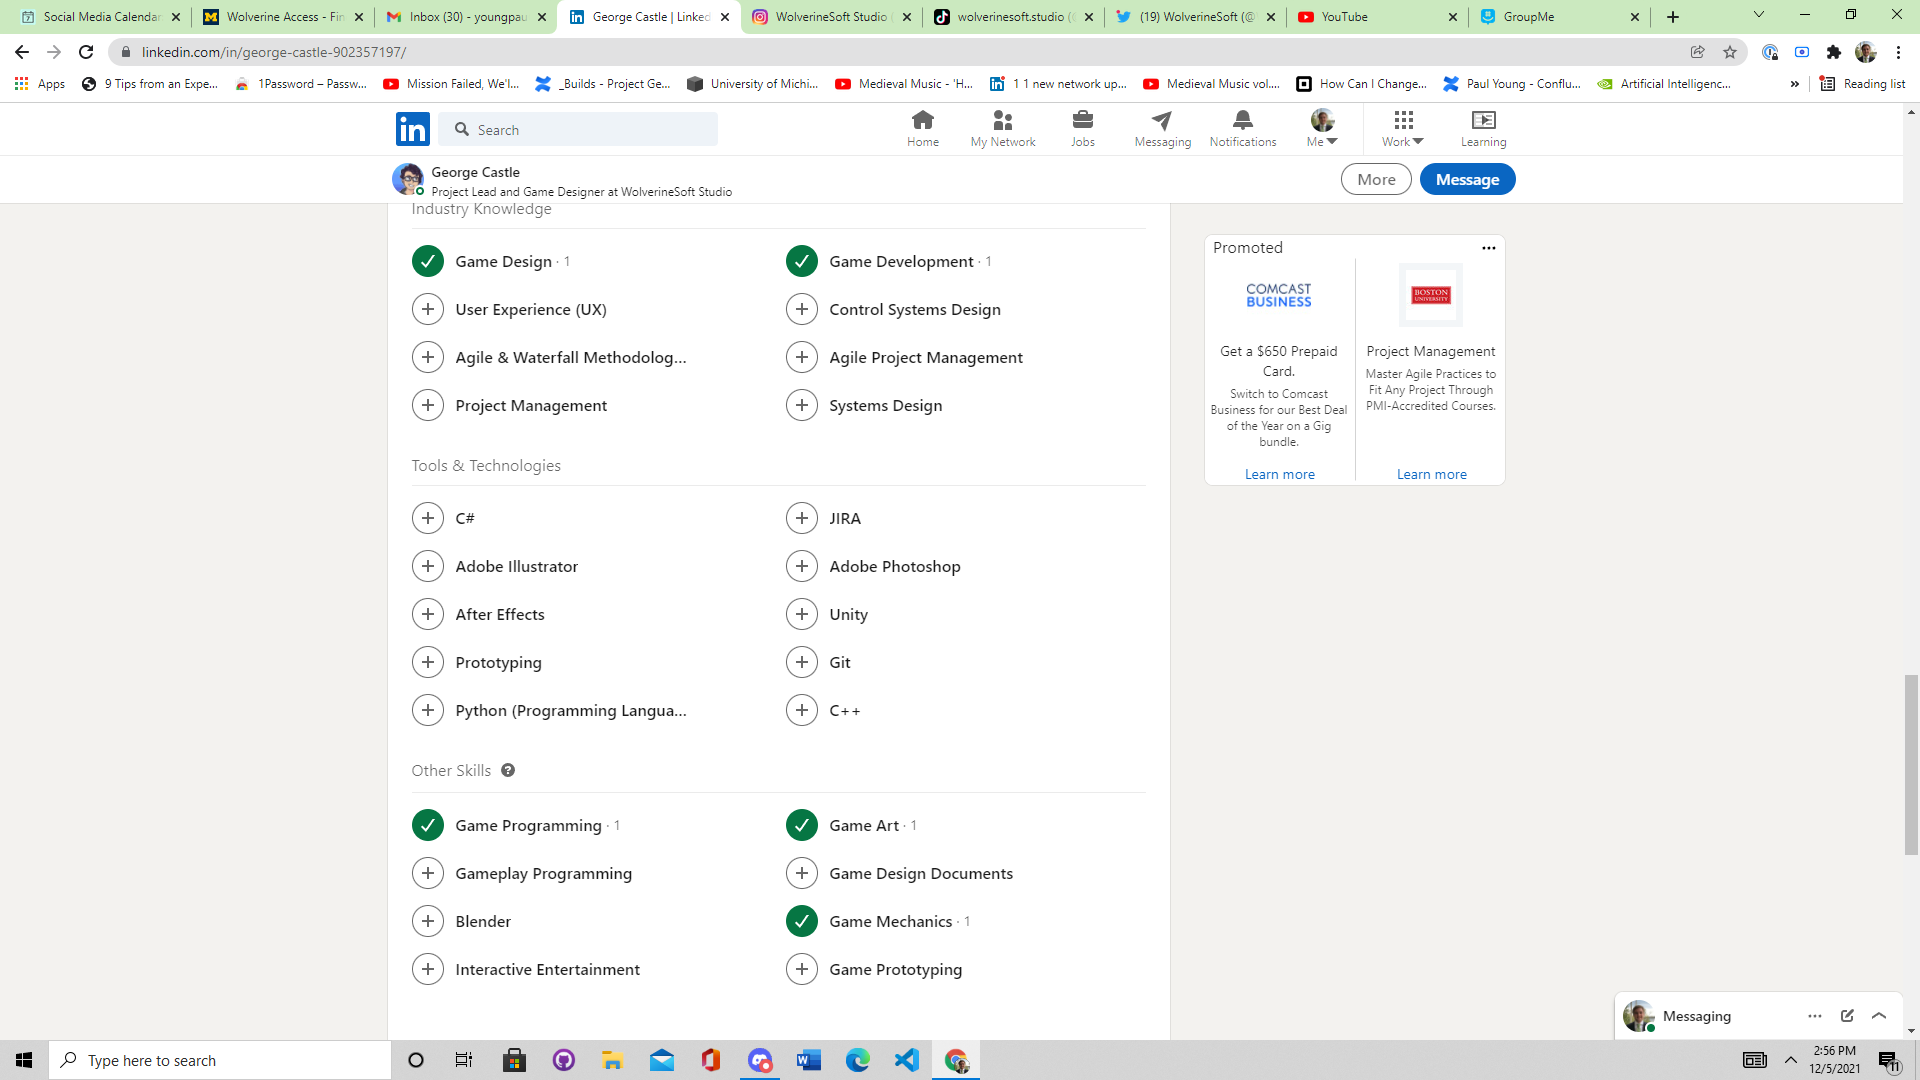 Social Media Calendar
Wolverine Access - Fin
Inbox (30) - youngpau
George Castle | Linked
WolverineSoft Studio (
wolverinesoft.studio (
(19) WolverineSoft (@
YouTube
GroupMe
linkedin.com/in/george-castle-902357197/
Apps
9 Tips from an Expe...
1Password – Passw...
Mission Failed, We'l...
_Builds - Project Ge...
University of Michi...
Medieval Music - 'H...
1 1 new network up...
Medieval Music vol....
How Can I Change...
Paul Young - Conflu...
Artificial Intelligenc...
»
Reading list
in
Search
Home
My Network
Jobs
Messaging
Notifications
Me
Work
Learning
George Castle
Project Lead and Game Designer at WolverineSoft Studio
More
Message
Industry Knowledge
Game Design · 1
Game Development · 1
User Experience (UX)
Control Systems Design
Agile & Waterfall Methodolog...
Agile Project Management
Project Management
Systems Design
Tools & Technologies
C#
JIRA
Adobe Illustrator
Adobe Photoshop
After Effects
Unity
Prototyping
Git
Python (Programming Langua...
C++
Other Skills
Game Programming · 1
Game Art · 1
Gameplay Programming
Game Design Documents
Blender
Game Mechanics · 1
Interactive Entertainment
Game Prototyping
Promoted
COMCAST
BUSINESS
Get a $650 Prepaid
Card.
Switch to Comcast
Business for our Best Deal
of the Year on a Gig
bundle.
Learn more
BOSTON
UNIVERSITY
Project Management
Master Agile Practices to
Fit Any Project Through
PMI-Accredited Courses.
Learn more
Messaging
Type here to search
2:56 PM
12/5/2021
11